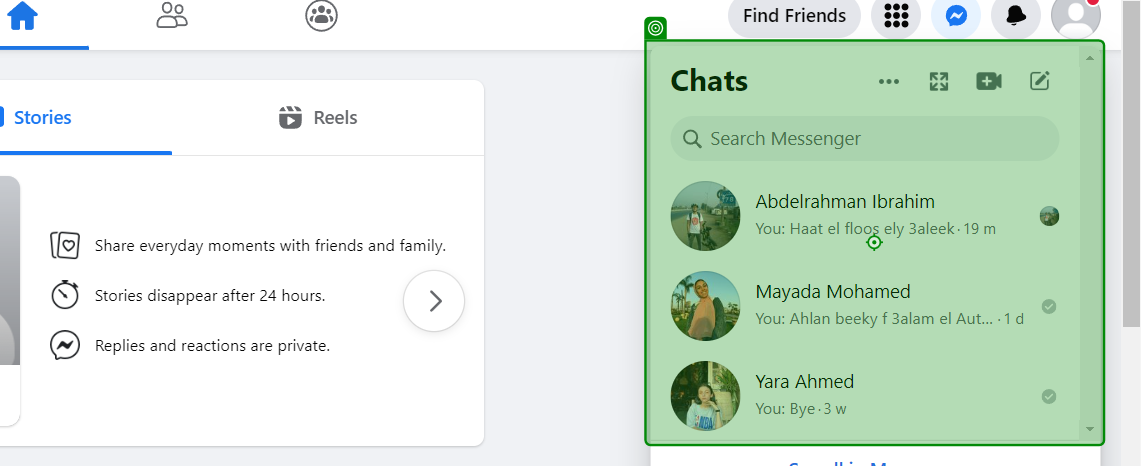 Find Friends
Stories
Reels
Share everyday moments with friends and family.
Stories disappear after 24 hours.
Replies and reactions are private.
Chats
Search Messenger
Abdelrahman Ibrahim
You: Haat el floos ely 3aleek · 19 m
Mayada Mohamed
You: Ahlan beeky f 3alam el Aut... · 1 d
Yara Ahmed
You: Bye · 3 w